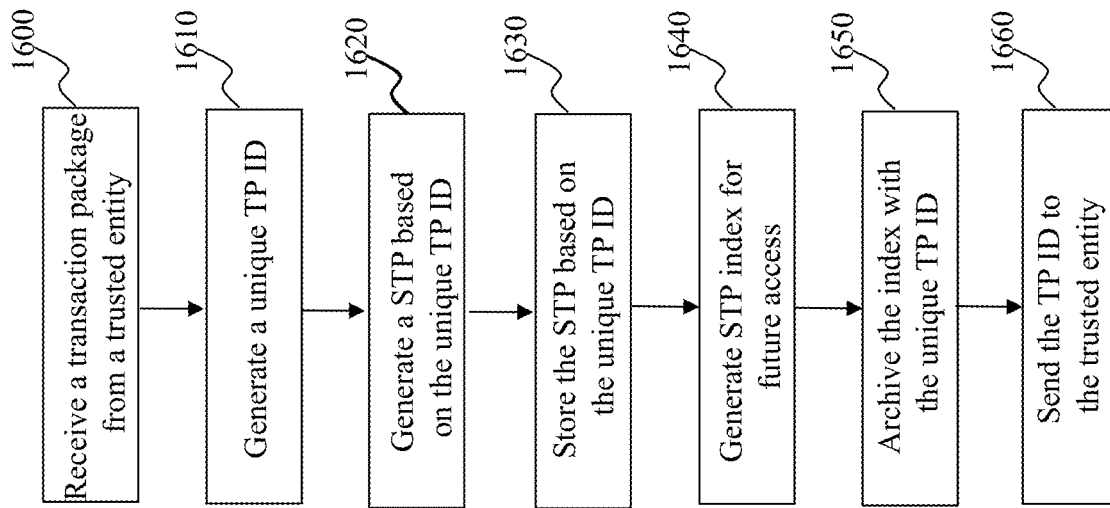 1600
Receive a transaction package
from a trusted entity
1610
Generate a unique TP ID
1620
Generate a STP based
on the unique TP ID
1630
Store the STP based on
the unique TP ID
1640
Generate STP index for
future access
1650
Archive the index with
the unique TP ID
1660
Send the TP ID to
the trusted entity